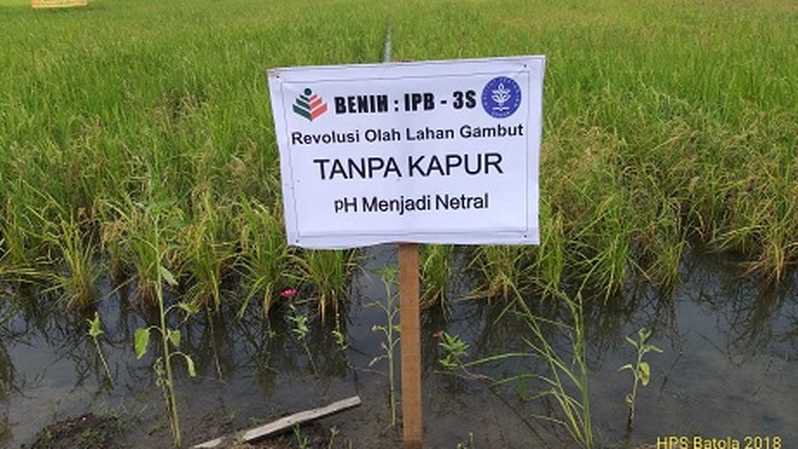 BENIH : IPB - 3S
Revolusi Olah Lahan Gambut
TANPA KAPUR
pH Menjadi Netral
HPS Batola 2018